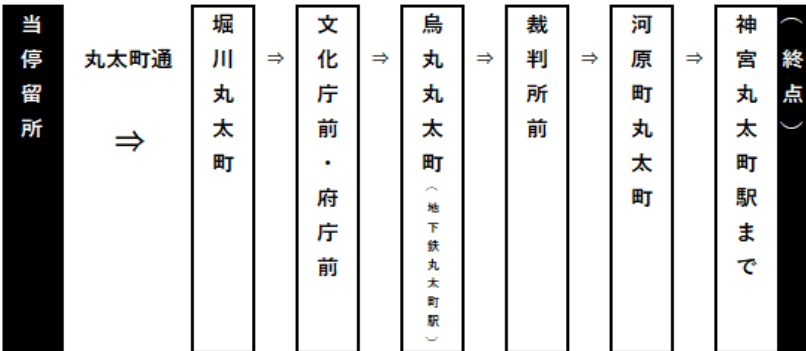 当停留所
丸太町通
⇒
堀川丸太町
⇒
文化庁前・府庁前
⇒
烏丸丸太町（地下鉄丸太町駅）
⇒
裁判所前
⇒
河原町丸太町
⇒
神宮丸太町駅まで
（終点）